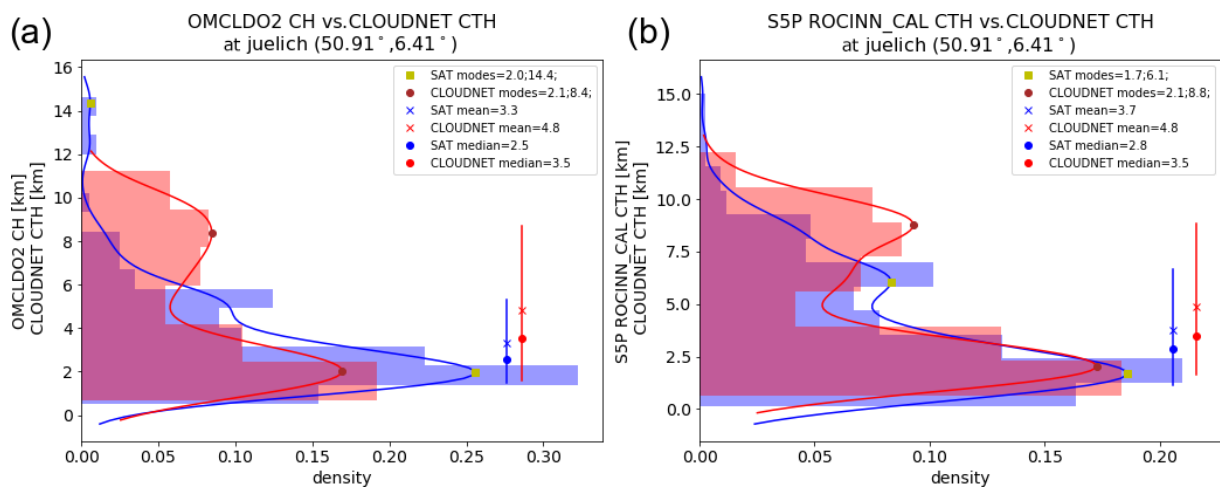 (a)
OMCLDO2 CH vs.CLOUDNET CTH
at juelich (50.91°,6.41°)
SAT modes=2.0;14.4;
CLOUDNET modes=2.1;8.4;
SAT mean=3.3
CLOUDNET mean=4.8
SAT median=2.5
CLOUDNET median=3.5
OMCLDO2 CH [km]
CLOUDNET CTH [km]
16
14
12
10
8
6
4
2
0
0.00 0.05 0.10 0.15 0.20 0.25 0.30
density
(b)
S5P ROCINN_CAL CTH vs.CLOUDNET CTH
at juelich (50.91°,6.41°)
SAT modes=1.7;6.1;
CLOUDNET modes=2.1;8.8;
SAT mean=3.7
CLOUDNET mean=4.8
SAT median=2.8
CLOUDNET median=3.5
S5P ROCINN_CAL CTH [km]
CLOUDNET CTH [km]
15.0
12.5
10.0
7.5
5.0
2.5
0.0
0.00 0.05 0.10 0.15 0.20
density